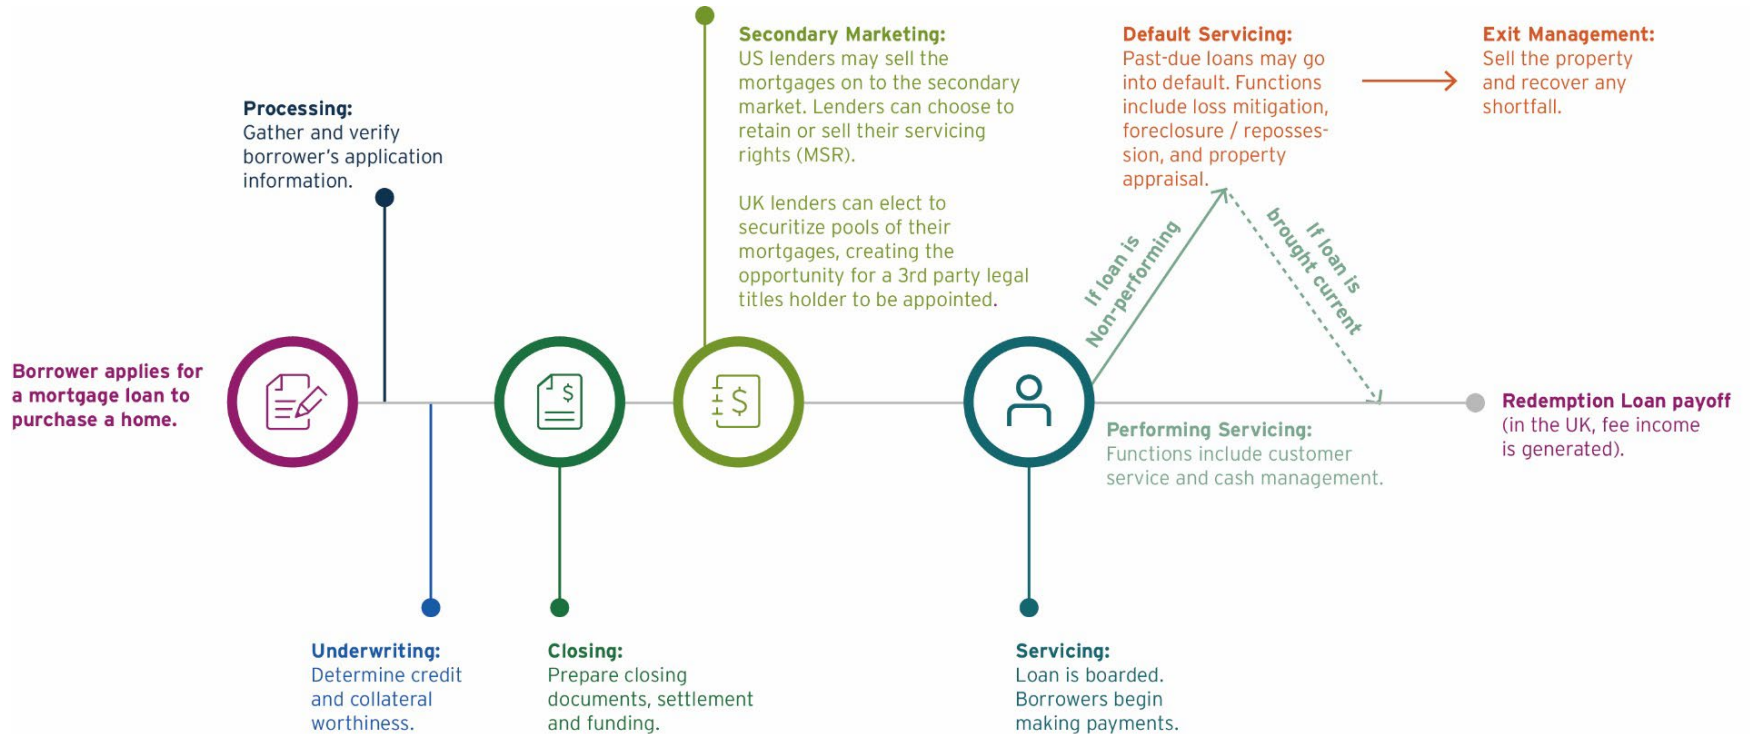 Borrower applies for
a mortgage loan to
purchase a home.
Processing:
Gather and verify
borrower's application
information.
Underwriting:
Determine credit
and collateral
worthiness.
$
Closing:
Prepare closing
documents, settlement
and funding.
$
Secondary Marketing:
US lenders may sell the
mortgages on to the secondary
market. Lenders can choose to
retain or sell their servicing
rights (MSR).
UK lenders can elect to
securitize pools of their
mortgages, creating the
opportunity for a 3rd party legal
titles holder to be appointed.
Servicing:
Loan is boarded.
Borrowers begin
making payments.
Performing Servicing:
Functions include customer
service and cash management.
If loan is
Non-performing
Default Servicing:
Past-due loans may go
into default. Functions
include loss mitigation,
foreclosure / reposses-
sion, and property
appraisal.
If loan is
brought current
Exit Management:
Sell the property
and recover any
shortfall.
Redemption Loan payoff
(in the UK, fee income
is generated).